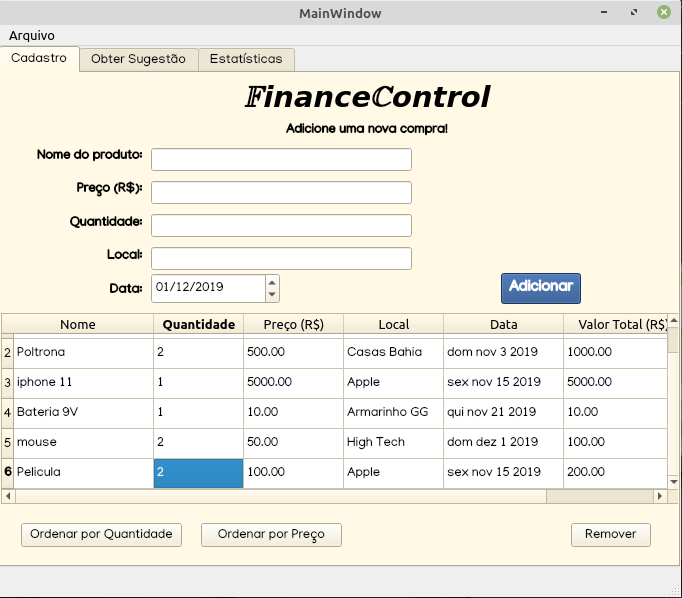 MainWindow
Arquivo
Cadastro Obter Sugestão Estatísticas
𝔽inanceℂontrol
Adicione uma nova compra!
Nome do produto:
Preço (R$):
Quantidade:
Local:
Data: 01/12/2019 Adicionar
Nome Quantidade Preço (R$) Local Data Valor Total (R$)
2 Poltrona 2 500.00 Casas Bahia dom nov 3 2019 1000.00
3 iphone 11 1 5000.00 Apple sex nov 15 2019 5000.00
4 Bateria 9V 1 10.00 Armarinho GG qui nov 21 2019 10.00
5 mouse 2 50.00 High Tech dom dez 1 2019 100.00
6 Pelicula 2 100.00 Apple sex nov 15 2019 200.00
Ordenar por Quantidade Ordenar por Preço Remover